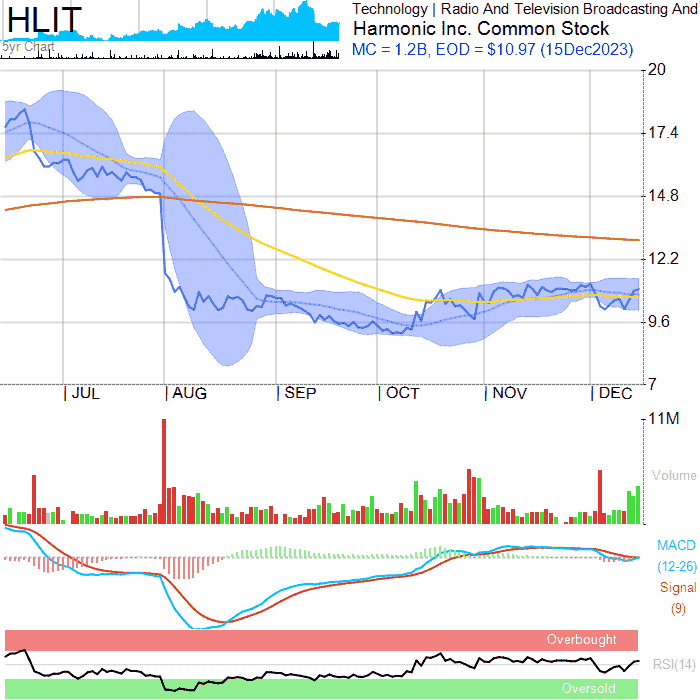 HLIT
5yr Chart
Technology | Radio And Television Broadcasting And
Harmonic Inc. Common Stock
MC = 1.2B, EOD = $10.97 (15Dec2023)
20
17.4
14.8
12.2
9.6
7
JUL
AUG
SEP
OCT
NOV
DEC
11M
Volume
MACD
(12-26)
Signal
(9)
Overbought
RSI(14)
Oversold